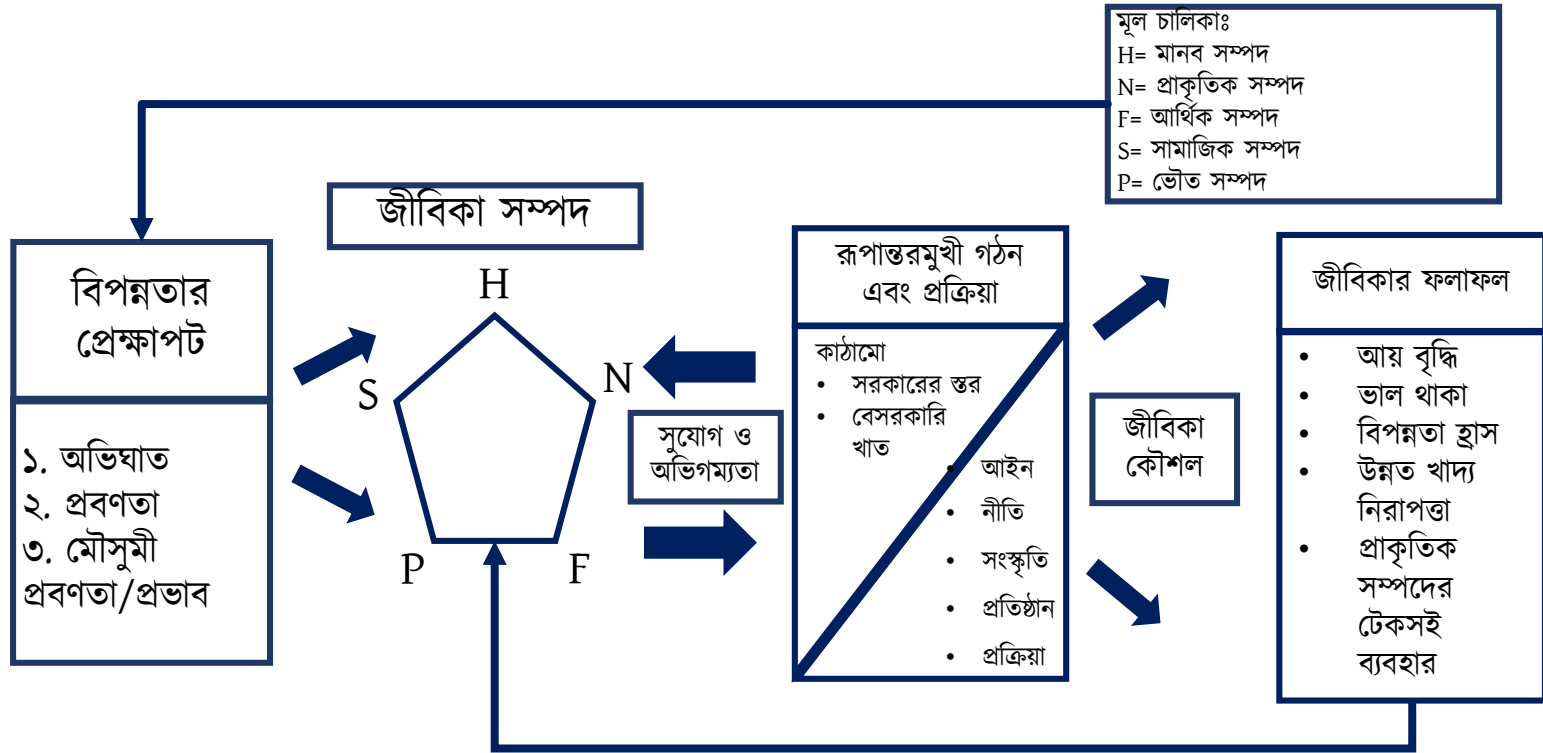 মূল চালিকাঃ
H= মানব সম্পদ
N= প্রাকৃতিক সম্পদ
F= আর্থিক সম্পদ
S= সামাজিক সম্পদ
P= ভৌত সম্পদ
বিপন্নতার
প্রেক্ষাপট
১. অভিঘাত
২. প্রবণতা
৩. মৌসুমী
প্রবণতা/প্রভাব
জীবিকা সম্পদ
H
S
N
P
F
সুযোগ ও
অভিগম্যতা
রূপান্তরমুখী গঠন
এবং প্রক্রিয়া
কাঠামো
• সরকারের স্তর
• বেসরকারি
খাত
• আইন
• নীতি
• সংস্কৃতি
• প্রতিষ্ঠান
• প্রক্রিয়া
জীবিকা
কৌশল
জীবিকার ফলাফল
• আয় বৃদ্ধি
• ভাল থাকা
• বিপন্নতা হ্রাস
• উন্নত খাদ্য
নিরাপত্তা
• প্রাকৃতিক
সম্পদের
টেকসই
ব্যবহার